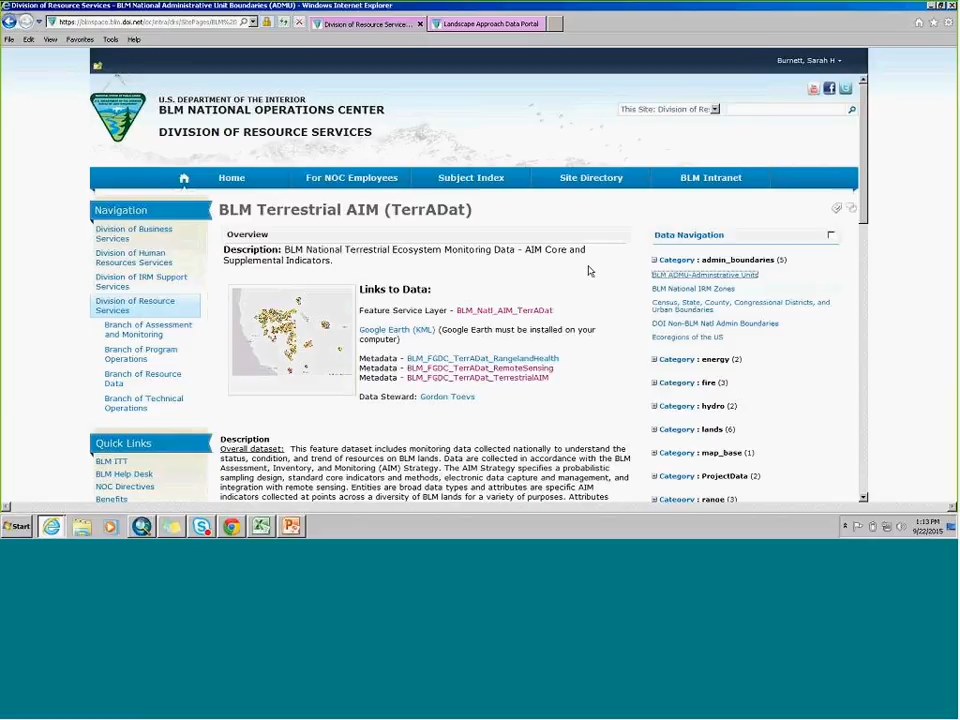 Division of Resource Services - BLM National Administrative Unit Boundaries (AOMU) - Windows Internet Explorer
Division of Resource Service...
Landscape Approach Data Portal
File Edit View Favorites Tools Help
Burnett, Sarah H
U.S. DEPARTMENT OF THE INTERIOR
BLM NATIONAL OPERATIONS CENTER
DIVISION OF RESOURCE SERVICES
This Site: Division of Re
Home For NOC Employees Subject Index Site Directory BLM Intranet
Navigation
Division of Business
Services
Division of Human
Resources Services
Division of IRM Support
Services
Division of Resource
Services
Branch of Assessment
and Monitoring
Branch of Program
Operations
Branch of Resource
Data
Branch of Technical
Operations
Quick Links
BLM ITT
BLM Help Desk
NOC Directives
Benefits
BLM Terrestrial AIM (TerrADat)
Overview
Description: BLM National Terrestrial Ecosystem Monitoring Data - AIM Core and
Supplemental Indicators.
Links to Data:
Feature Service Layer - BLM_Natl_AIM_TerrADat
Google Earth (KML) (Google Earth must be installed on your
computer)
Metadata - BLM_FGDC_TerrADat_RangelandHealth
Metadata - BLM_FGDC_TerrADat_RemoteSensing
Metadata - BLM_FGDC_TerrADat_TerrestrialAIM
Data Steward: Gordon Toevs
Description
Overall dataset: This feature dataset includes monitoring data collected nationally to understand the
status, condition, and trend of resources on BLM lands. Data are collected in accordance with the BLM
Assessment, Inventory, and Monitoring (AIM) Strategy. The AIM Strategy specifies a probabilistic
sampling design, standard core indicators and methods, electronic data capture and management, and
integration with remote sensing. Entities are broad data types and attributes are specific AIM
indicators collected at points across a diversity of BLM lands for a variety of purposes. Attributes
Data Navigation
Category : admin_boundaries (5)
BLM AOMU-Adminstrative Units
BLM National IRM Zones
Census, State, County, Congressional Districts, and
Urban Boundaries
DOI Non-BLM Natl Admin Boundaries
Ecoregions of the US
Category : energy (2)
Category : fire (3)
Category : hydro (2)
Category : lands (6)
Category : map_base (1)
Category : ProjectData (2)
Category : range (3)
Start
1:13 PM
9/22/2015